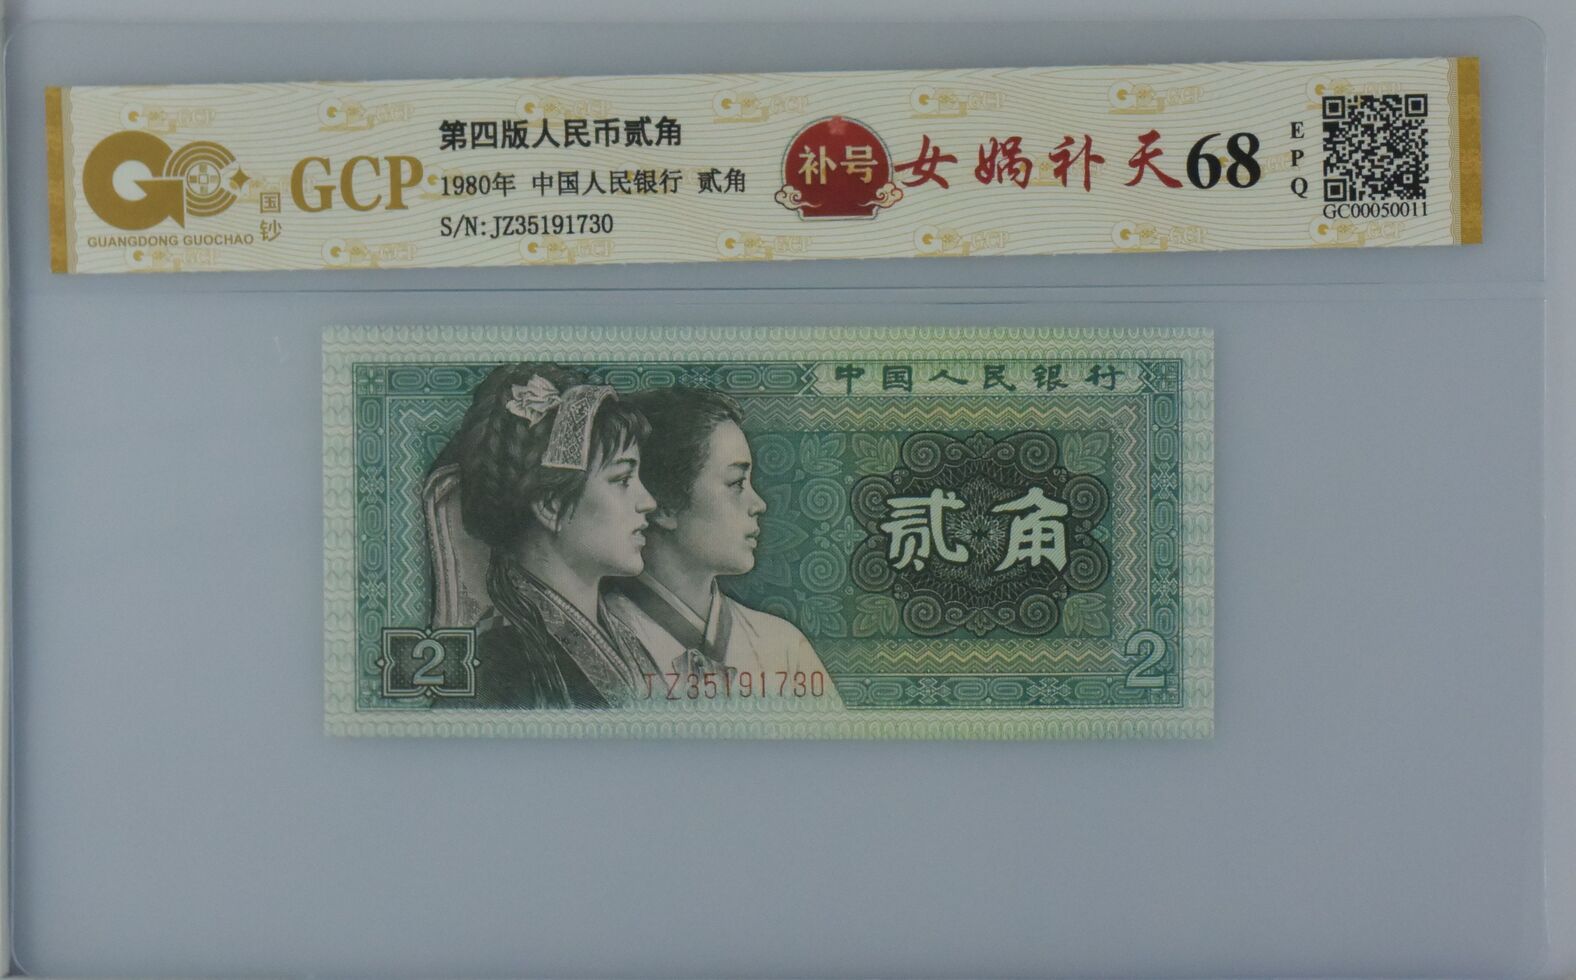 GCP
国钞
GUANGDONG GUOCHAO
第四版人民币贰角
1980年 中国人民银行 贰角
S/N:JZ35191730
补号
女娲补天 68
EPQ
GC00050011
中国人民银行
贰角
2
2
JZ35191730